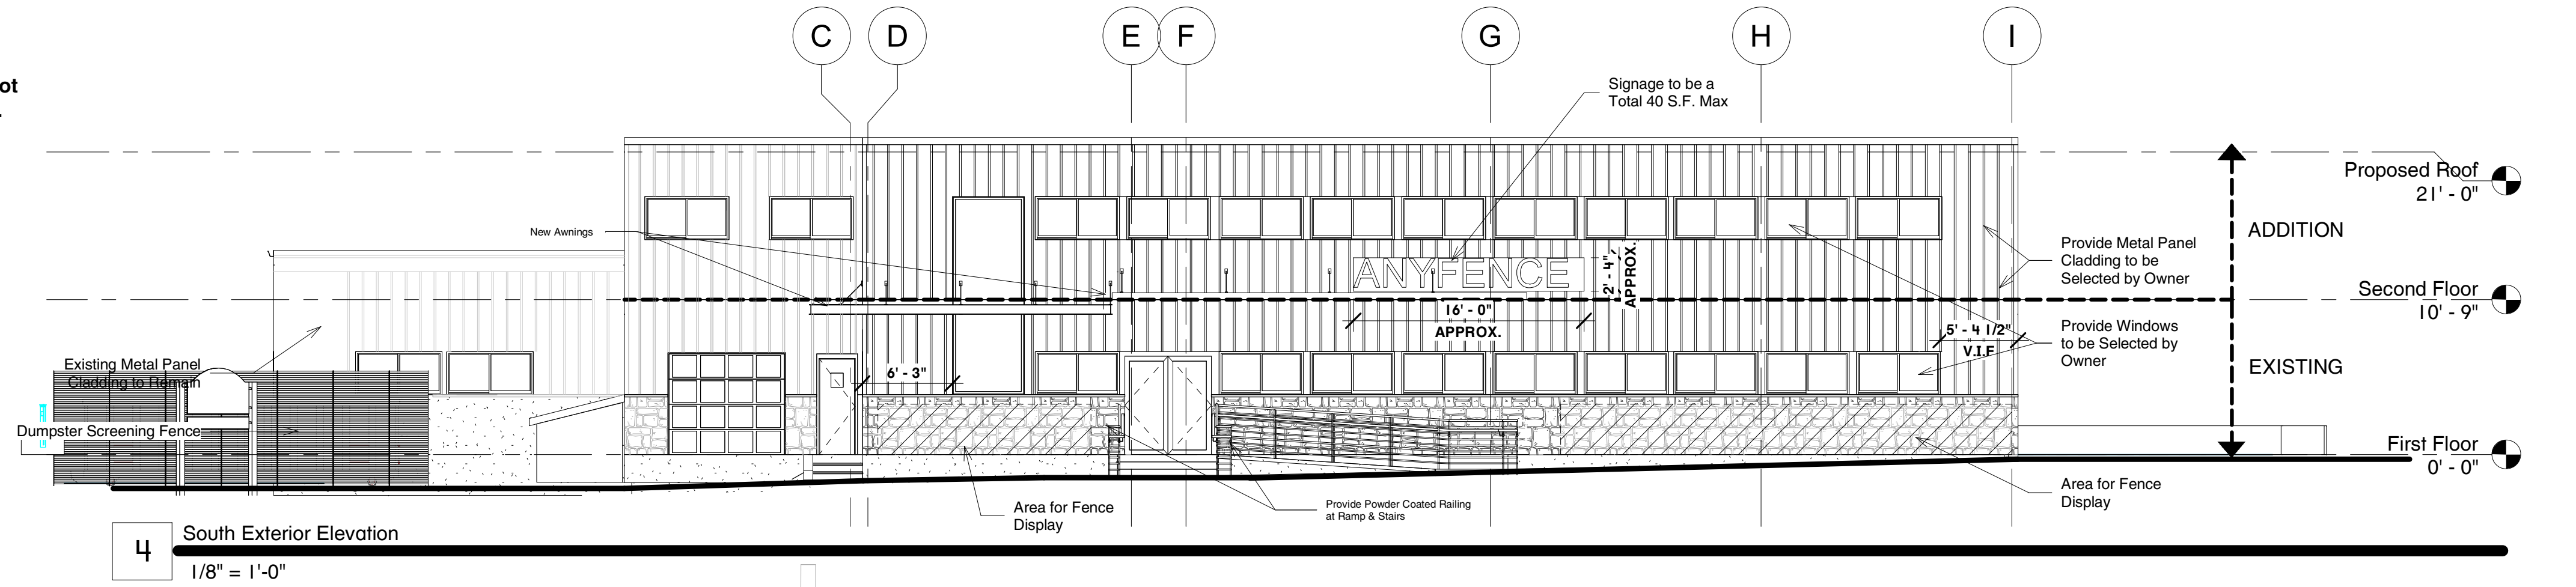 C
D
E
F
G
H
I
ot
Signage to be a
Total 40 S.F. Max
Proposed Roof
21' - 0"
New Awnings
ADDITION
Provide Metal Panel
Cladding to be
Selected by Owner
ANYFENCE
2' - 4"
APPROX.
Second Floor
10' - 9"
16' - 0"
APPROX.
5' - 4 1/2"
V.I.F
Provide Windows
to be Selected by
Owner
Existing Metal Panel
Cladding to Remain
6' - 3"
EXISTING
Dumpster Screening Fence
First Floor
0' - 0"
Area for Fence
Display
Provide Powder Coated Railing
at Ramp & Stairs
Area for Fence
Display
4
South Exterior Elevation
1/8" = 1'-0"